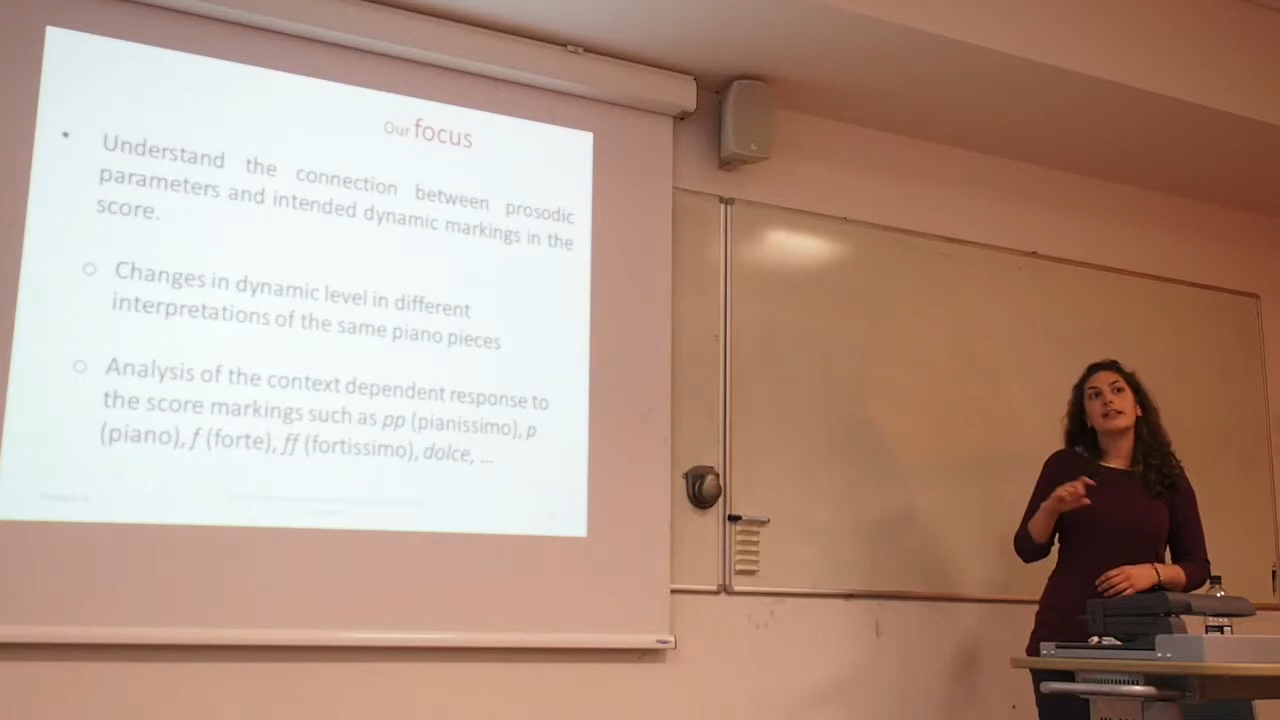 Our focus
• Understand the connection between prosodic
parameters and intended dynamic markings in the
score.
○ Changes in dynamic level in different
interpretations of the same piano pieces
○ Analysis of the context dependent response to
the score markings such as pp (pianissimo), p
(piano), f (forte), ff (fortissimo), dolce, ...